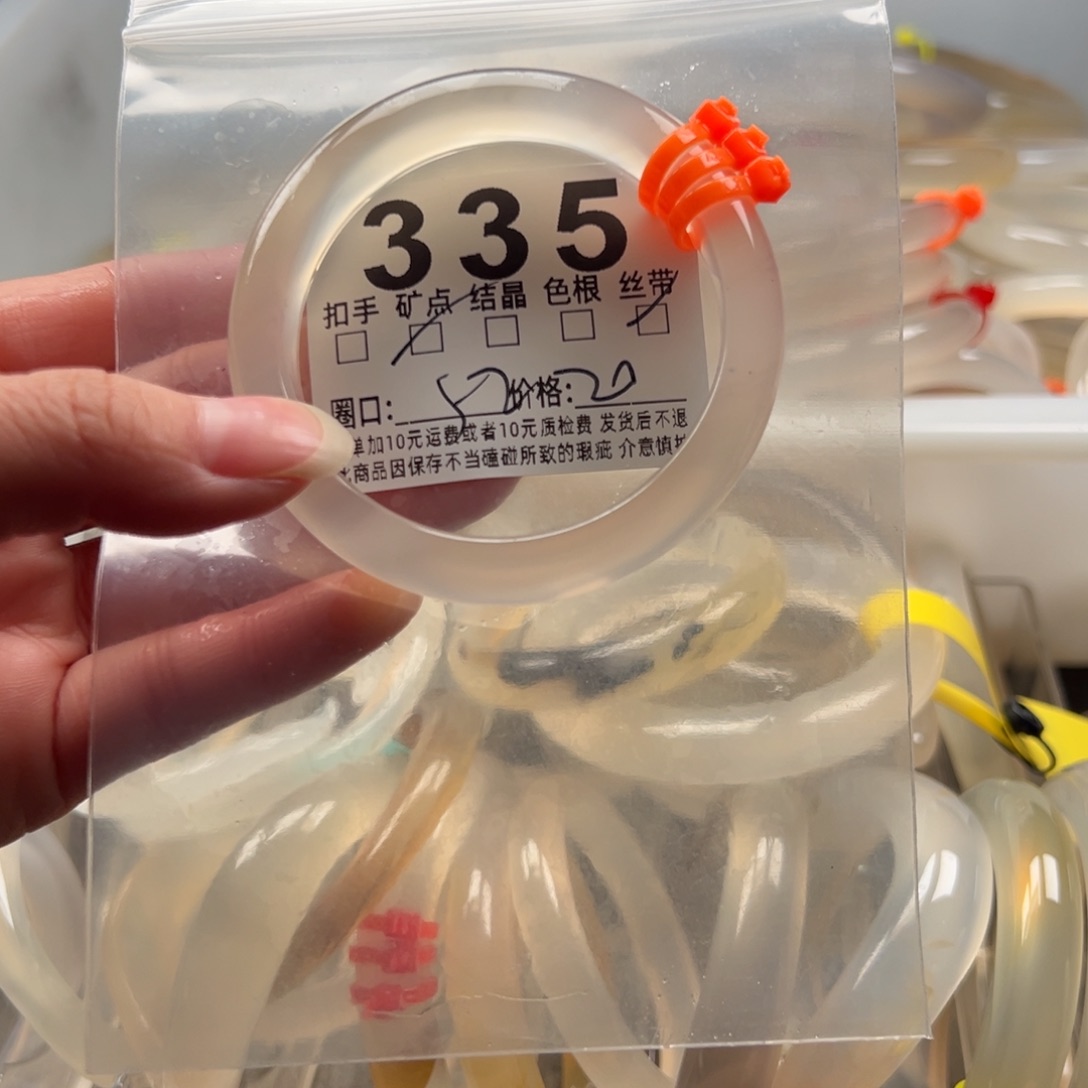 335
扣手 矿点 结晶 色根 丝带
圈口: 52 价格: 20
单加10元运费或者10元质检费 发货后不退
商品因保存不当磕碰所致的瑕疵 介意慎